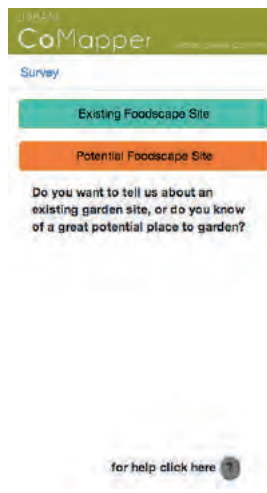 URBAN
CoMapper
Survey
Existing Foodscape Site
Potential Foodscape Site
Do you want to tell us about an
existing garden site, or do you know
of a great potential place to garden?
for help click here ?